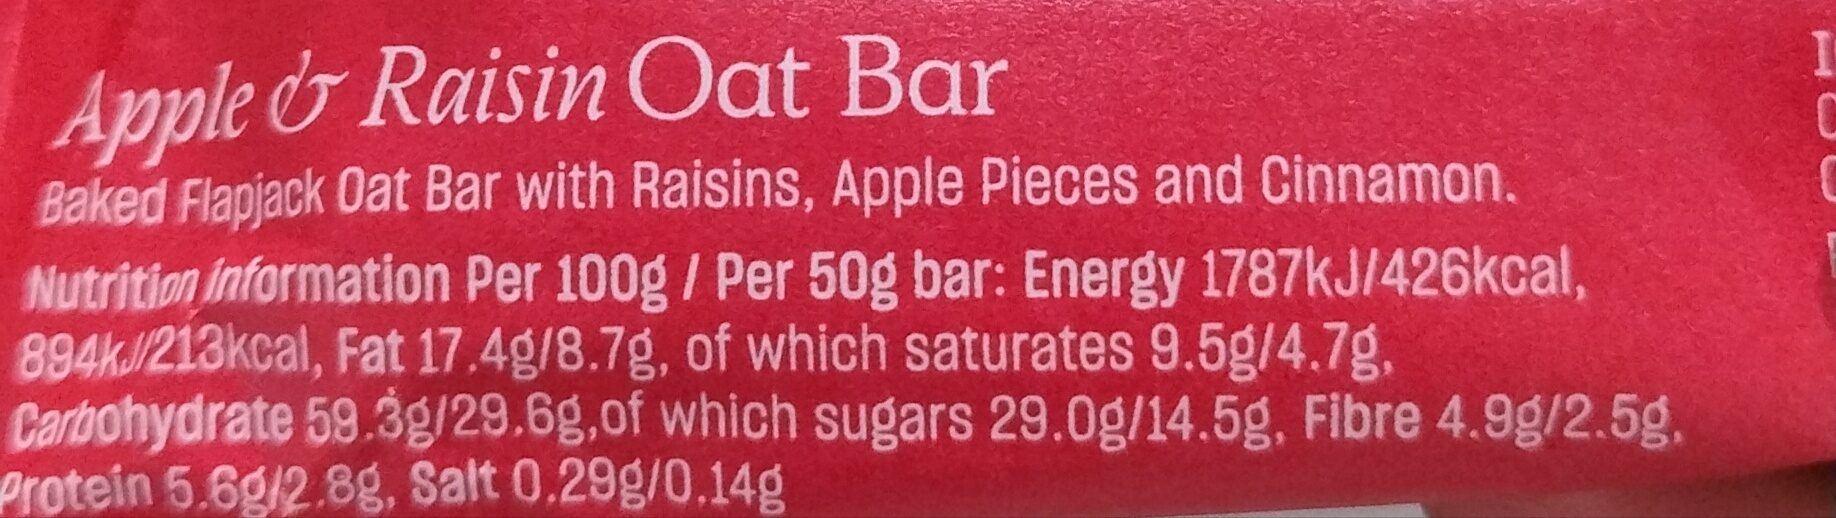 Apple & Raisin Oat Bar
Baked Flapjack Oat Bar with Raisins, Apple Pieces and Cinnamon.
Nutrition information Per 100g / Per 50g bar: Energy 1787kJ/426kcal,
894kJ/213kcal, Fat 17.4g/8.7g, of which saturates 9.5g/4.7g,
Carbohydrate 59.3g/29.6g,of which sugars 29.0g/14.5g, Fibre 4.9g/2.5g,
Protein 5.6g/2.8g, Salt 0.29g/0.14g